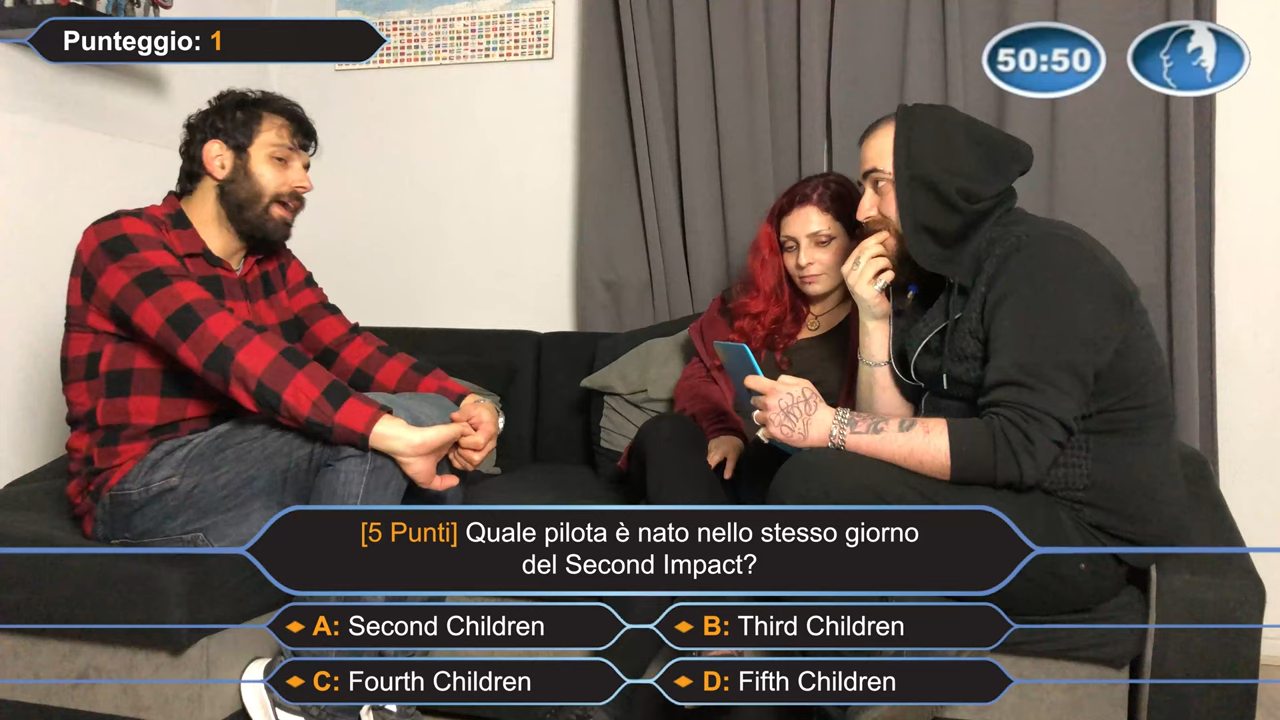 Punteggio: 1
50:50
[5 Punti] Quale pilota è nato nello stesso giorno
del Second Impact?
A: Second Children
B: Third Children
C: Fourth Children
D: Fifth Children